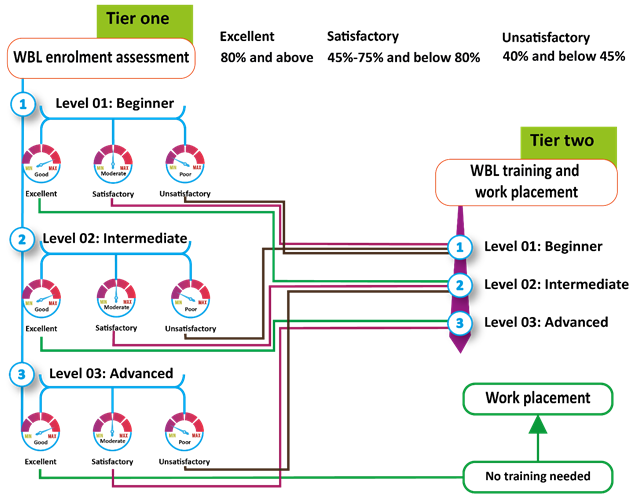 Tier one
WBL enrolment assessment
Excellent
80% and above
Satisfactory
45%-75% and below 80%
Unsatisfactory
40% and below 45%
1
Level 01: Beginner
MIN
MAX
Good
MIN
MAX
Moderate
MIN
MAX
Poor
Excellent
Satisfactory
Unsatisfactory
2
Level 02: Intermediate
MIN
MAX
Good
MIN
MAX
Moderate
MIN
MAX
Poor
Excellent
Satisfactory
Unsatisfactory
3
Level 03: Advanced
MIN
MAX
Good
MIN
MAX
Moderate
MIN
MAX
Poor
Excellent
Satisfactory
Unsatisfactory
Tier two
WBL training and
work placement
1
Level 01: Beginner
2
Level 02: Intermediate
3
Level 03: Advanced
Work placement
No training needed